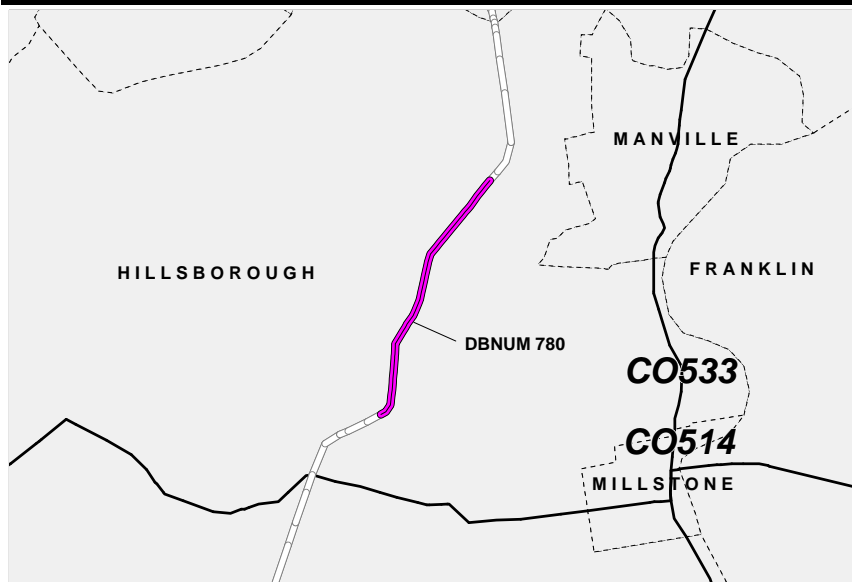 MANVILLE
HILLSBOROUGH
FRANKLIN
DBNUM 780
CO533
CO514
MILLSTONE